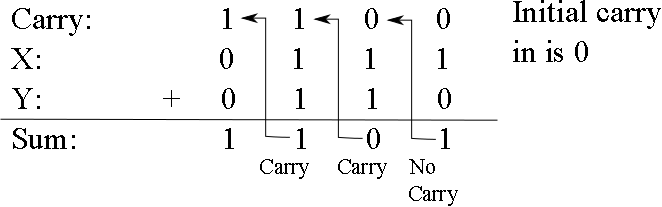 Carry: 1 1 0 0 Initial carry
X: 0 1 1 1 in is 0
Y: + 0 1 1 0
Sum: 1 1 0 1
Carry Carry No
Carry